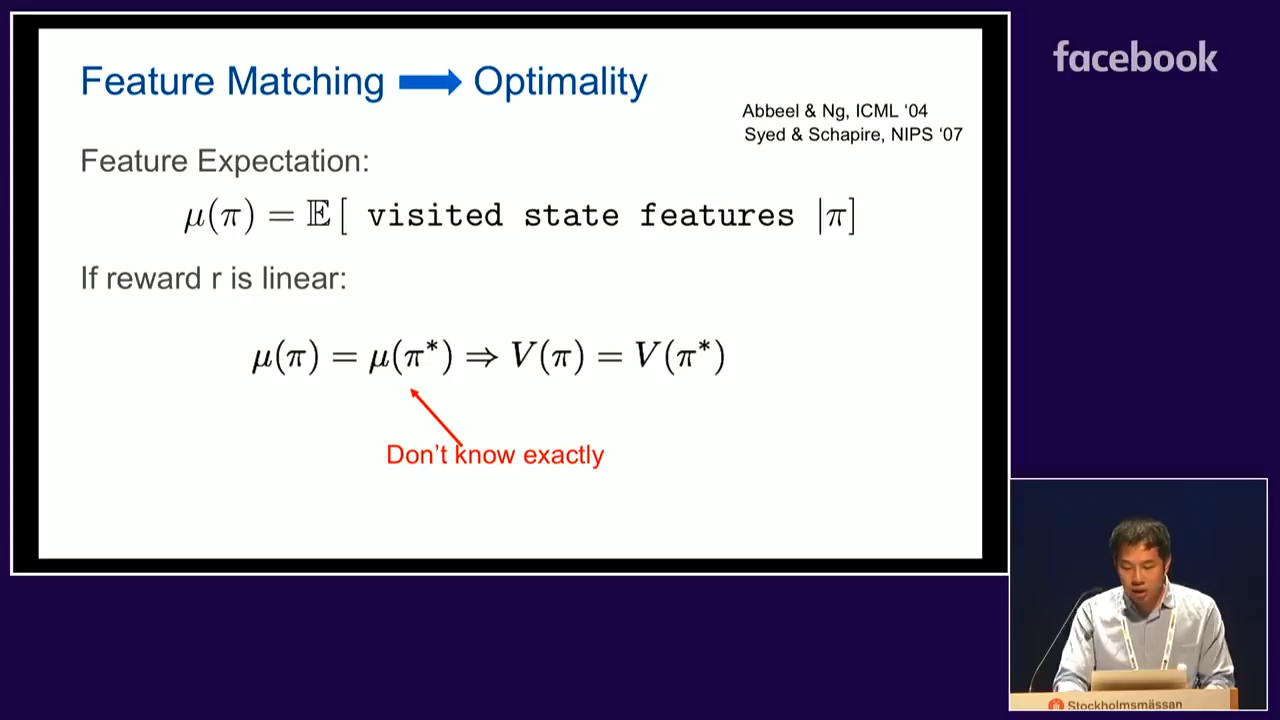 Feature Matching Optimality
facebook
Abbeel & Ng, ICML '04
Syed & Schapire, NIPS '07
Feature Expectation:
μ(π) = 𝔼[ visited state features |π]
If reward r is linear:
μ(π) = μ(π*) ⇒ V(π) = V(π*)
Don't know exactly
Stockholmsmässan